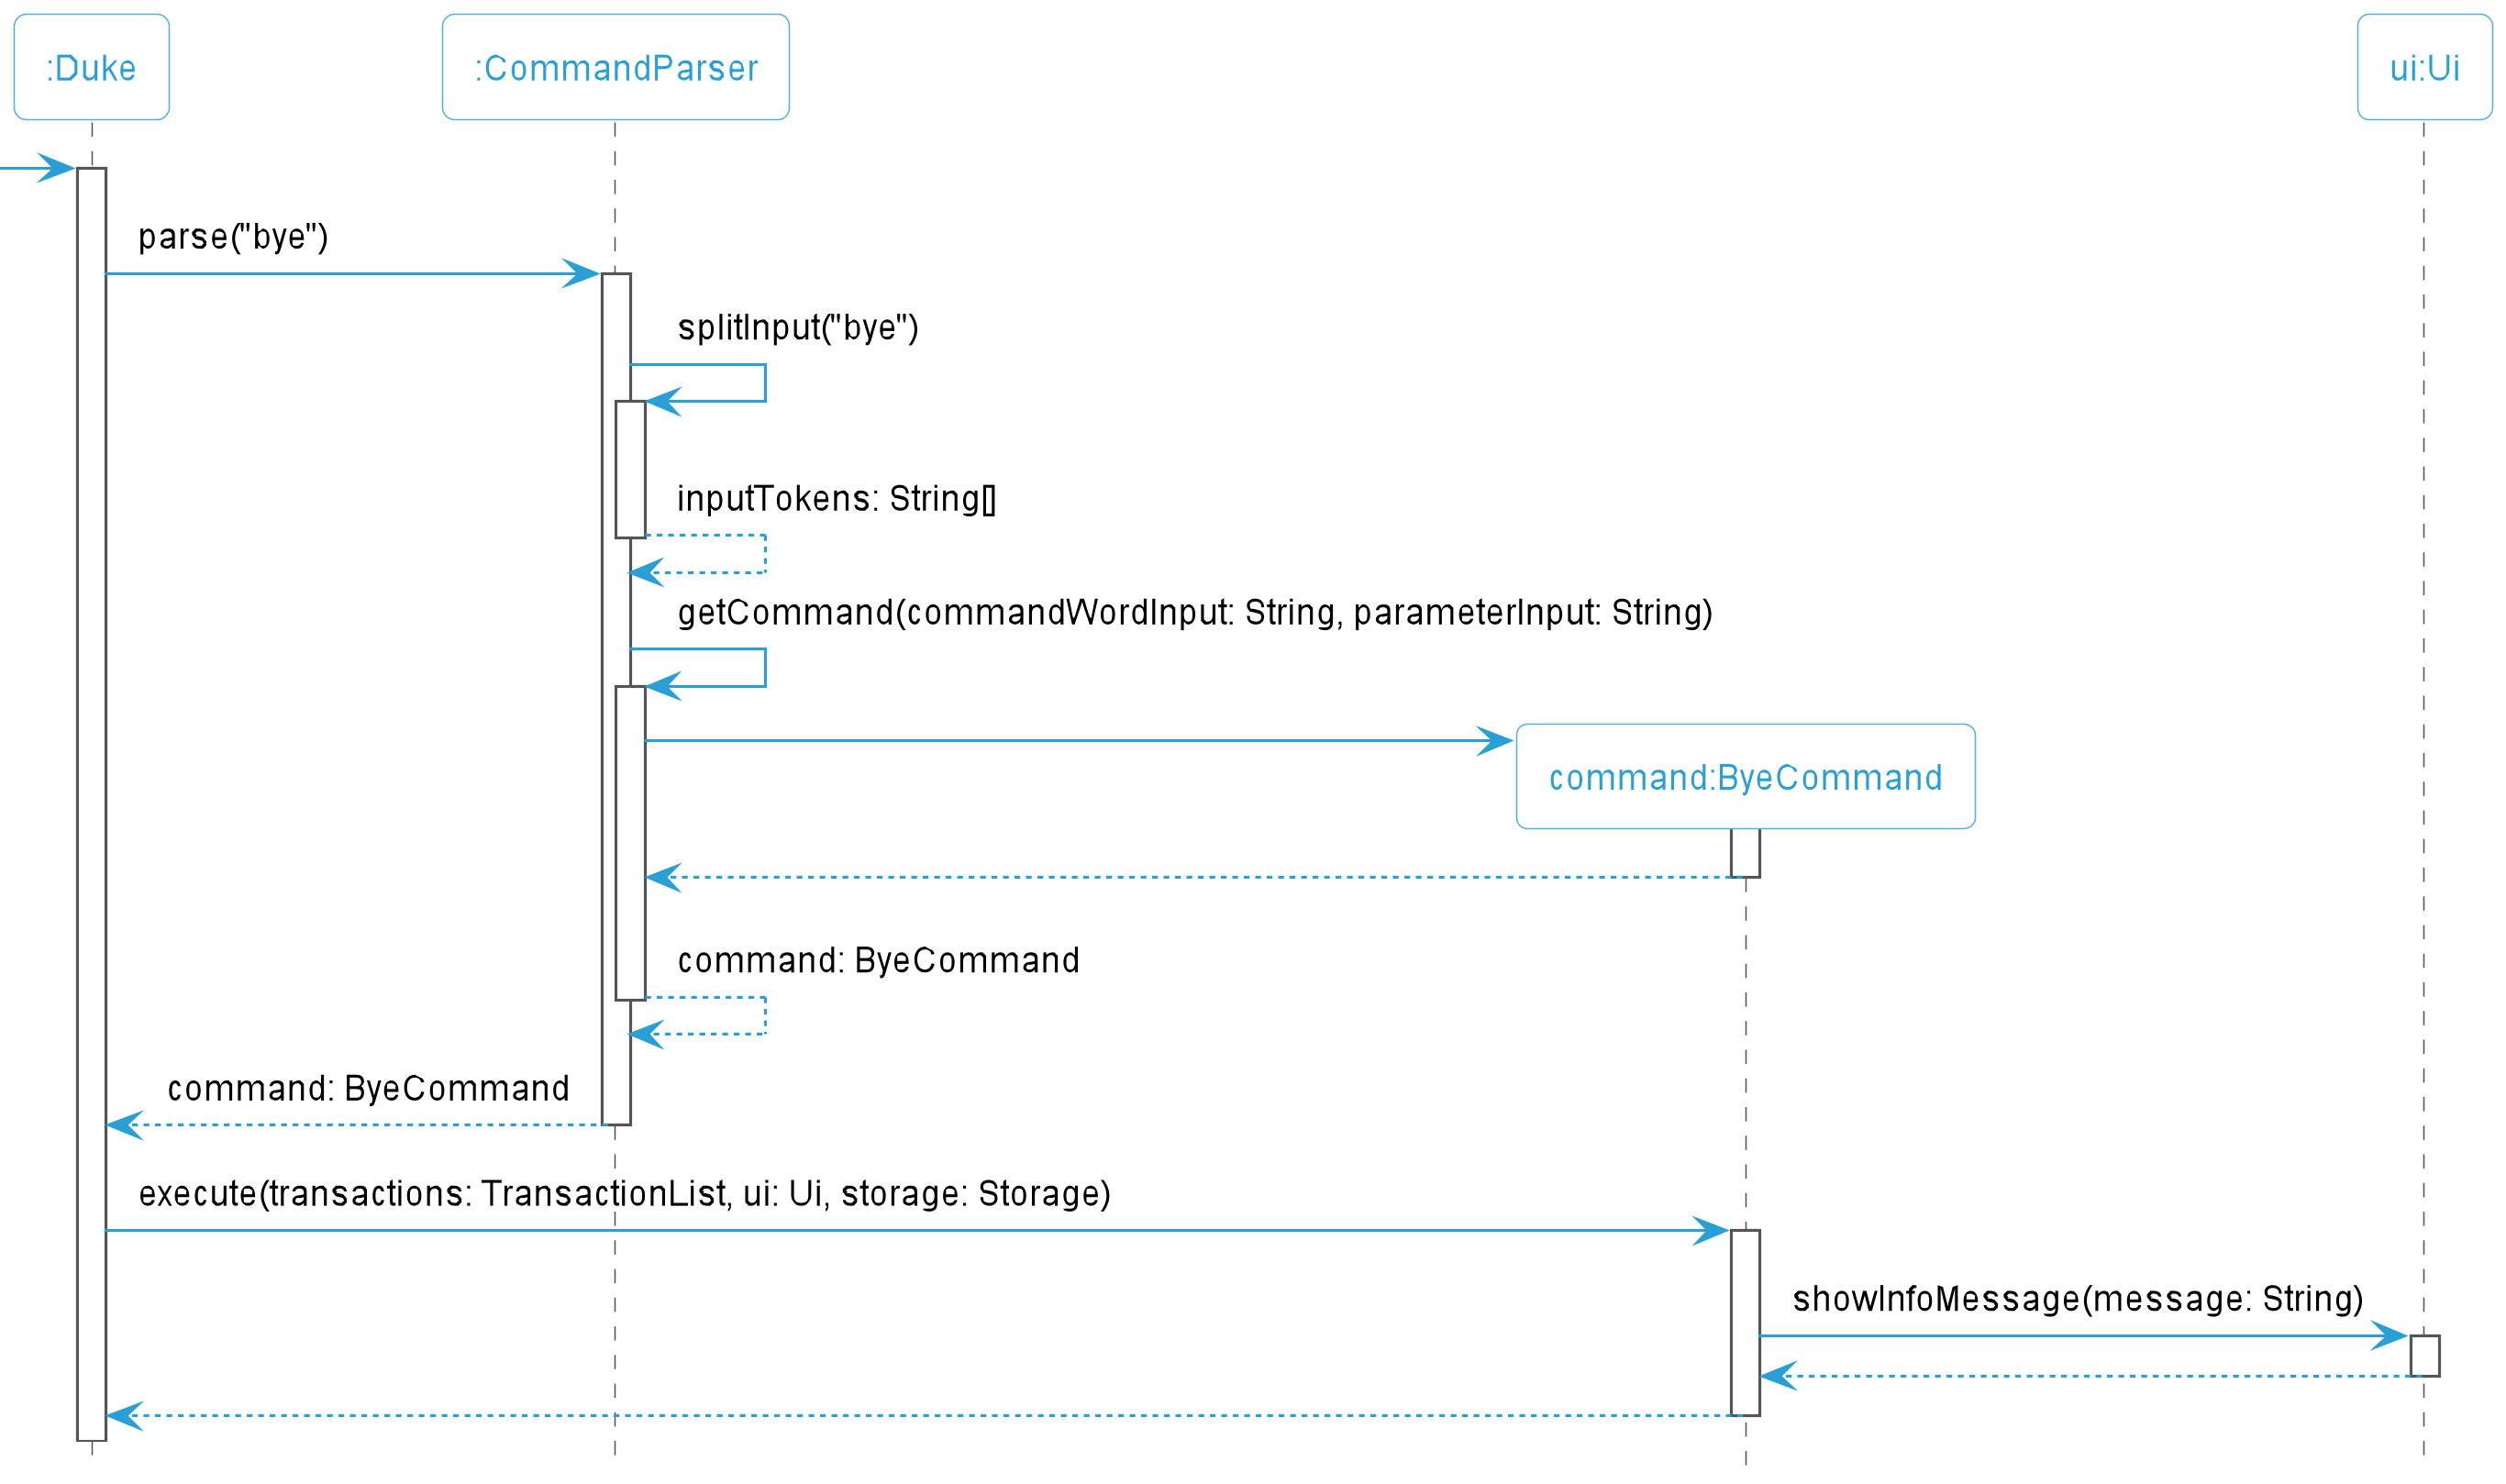 :Duke
:CommandParser
ui:Ui
parse("bye")
splitInput("bye")
inputTokens: String[]
getCommand(commandWordInput: String, parameterInput: String)
command:ByeCommand
command: ByeCommand
command: ByeCommand
execute(transactions: TransactionList, ui: Ui, storage: Storage)
showInfoMessage(message: String)